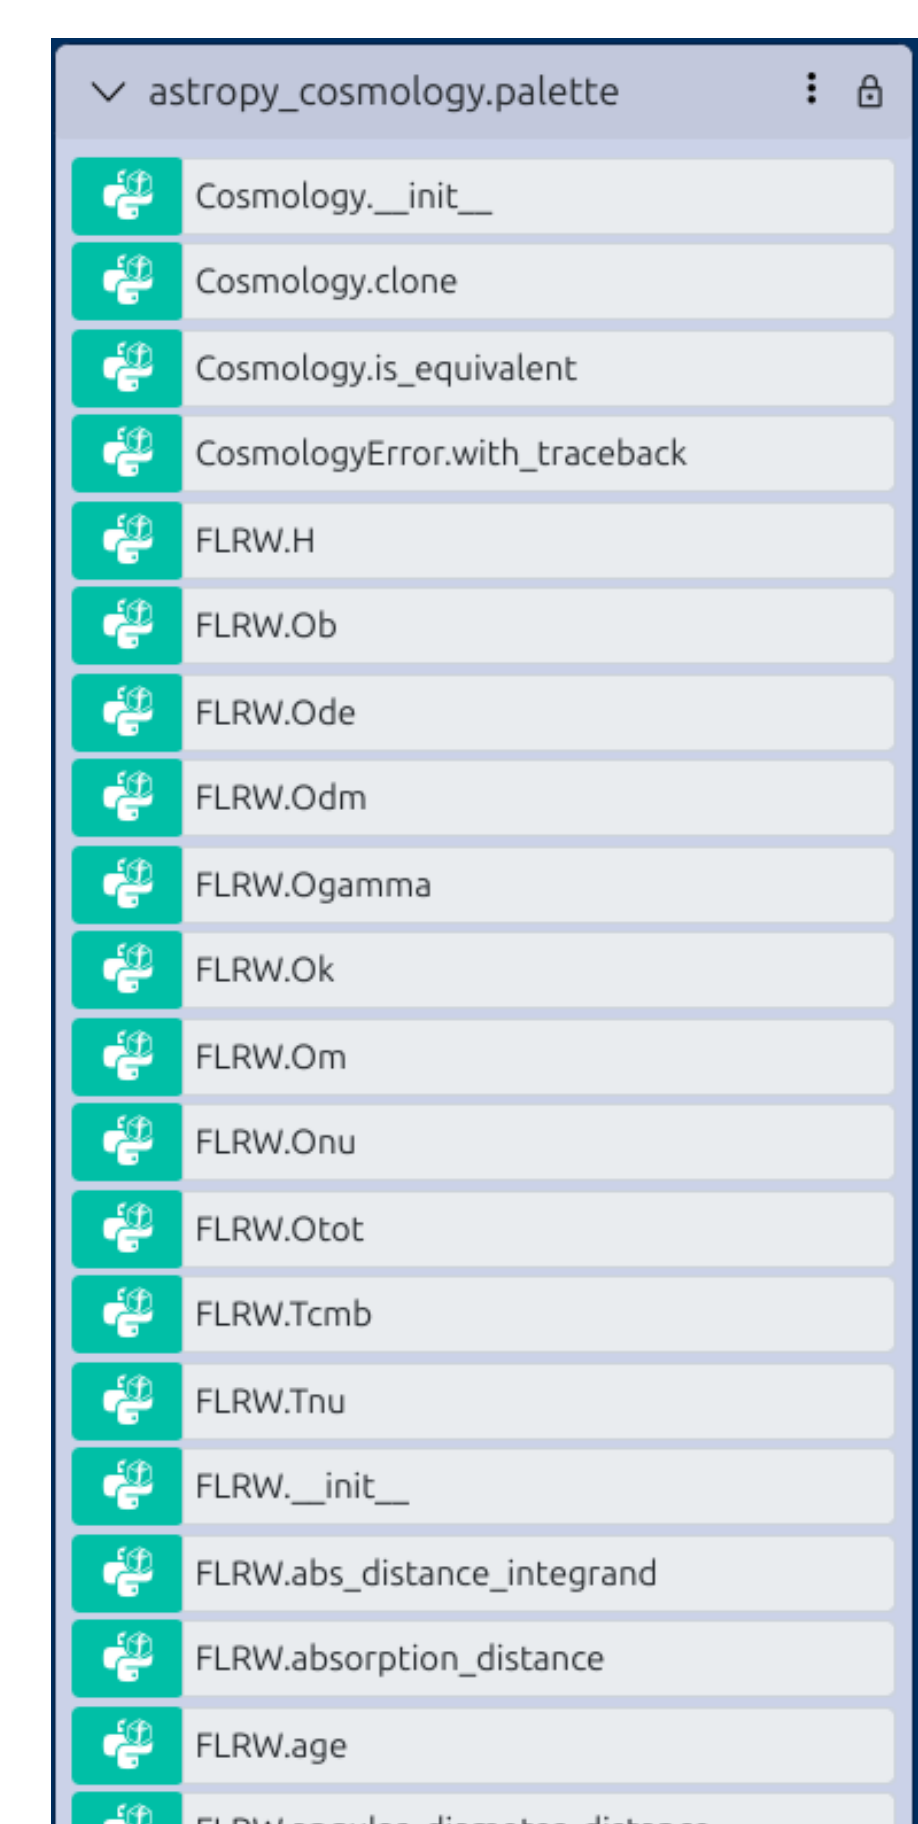 astropy_cosmology.palette
Cosmology.__init__
Cosmology.clone
Cosmology.is_equivalent
CosmologyError.with_traceback
FLRW.H
FLRW.Ob
FLRW.Ode
FLRW.Odm
FLRW.Ogamma
FLRW.Ok
FLRW.Om
FLRW.Onu
FLRW.Otot
FLRW.Tcmb
FLRW.Tnu
FLRW.__init__
FLRW.abs_distance_integrand
FLRW.absorption_distance
FLRW.age